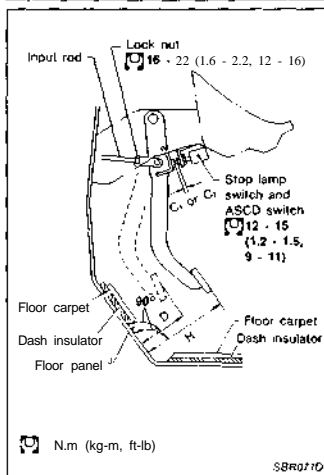 Lock nut
Input rod
16 - 22 (1.6 - 2.2, 12 - 16)
C₁ or C₂
Stop lamp
switch and
ASCD switch
12 - 15
(1.2 - 1.5,
9 - 11)
90°
D
H
Floor carpet
Dash insulator
Floor panel
Floor carpet
Dash insulator
N.m (kg-m, ft-lb)
SBR071D